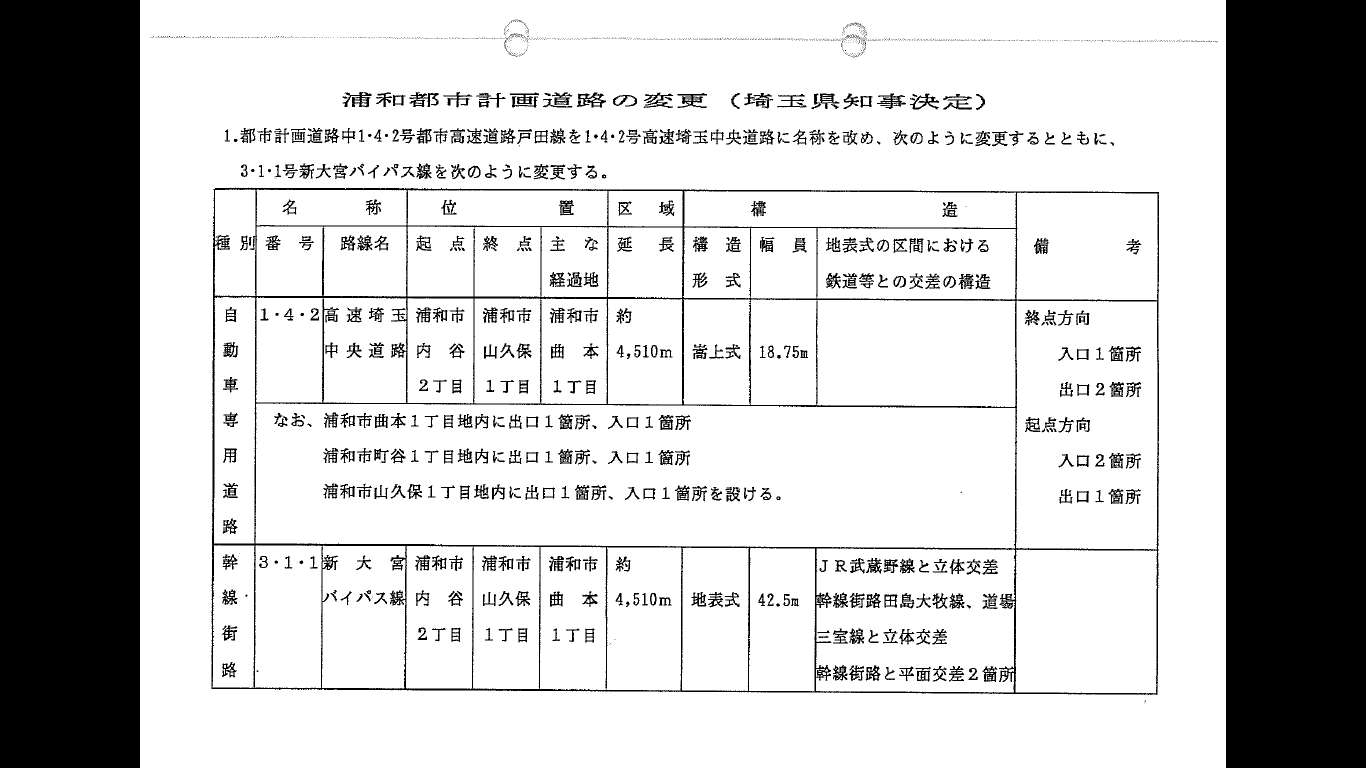 浦和都市計画道路の変更（埼玉県知事決定）
1.都市計画道路中1・4・2号都市高速道路戸田線を1・4・2号高速埼玉中央道路に名称を改め、次のように変更するとともに、
3・1・1号新大宮バイパス線を次のように変更する。
名 称 位 置 区 域 構 造
種 別 番 号 路線名 起 点 終 点 主 な 延 長 構 造 幅 員 地表式の区間における 備 考
経過地 形 式 鉄道等との交差の構造
自 1・4・2 高速埼玉 浦和市 浦和市 浦和市 約 終点方向
動 中央道路 内 谷 山久保 曲 本 4,510m 嵩上式 18.75m 入口1箇所
車 2丁目 1丁目 1丁目 出口2箇所
専 なお、浦和市曲本1丁目地内に出口1箇所、入口1箇所 起点方向
用 浦和市町谷1丁目地内に出口1箇所、入口1箇所 入口2箇所
道 浦和市山久保1丁目地内に出口1箇所、入口1箇所を設ける。 出口1箇所
路
幹 3・1・1 新 大 宮 浦和市 浦和市 浦和市 約 JR武蔵野線と立体交差
線 バイパス線 内 谷 山久保 曲 本 4,510m 地表式 42.5m 幹線街路田島大牧線、道場
街 2丁目 1丁目 1丁目 三室線と立体交差
路 幹線街路と平面交差2箇所